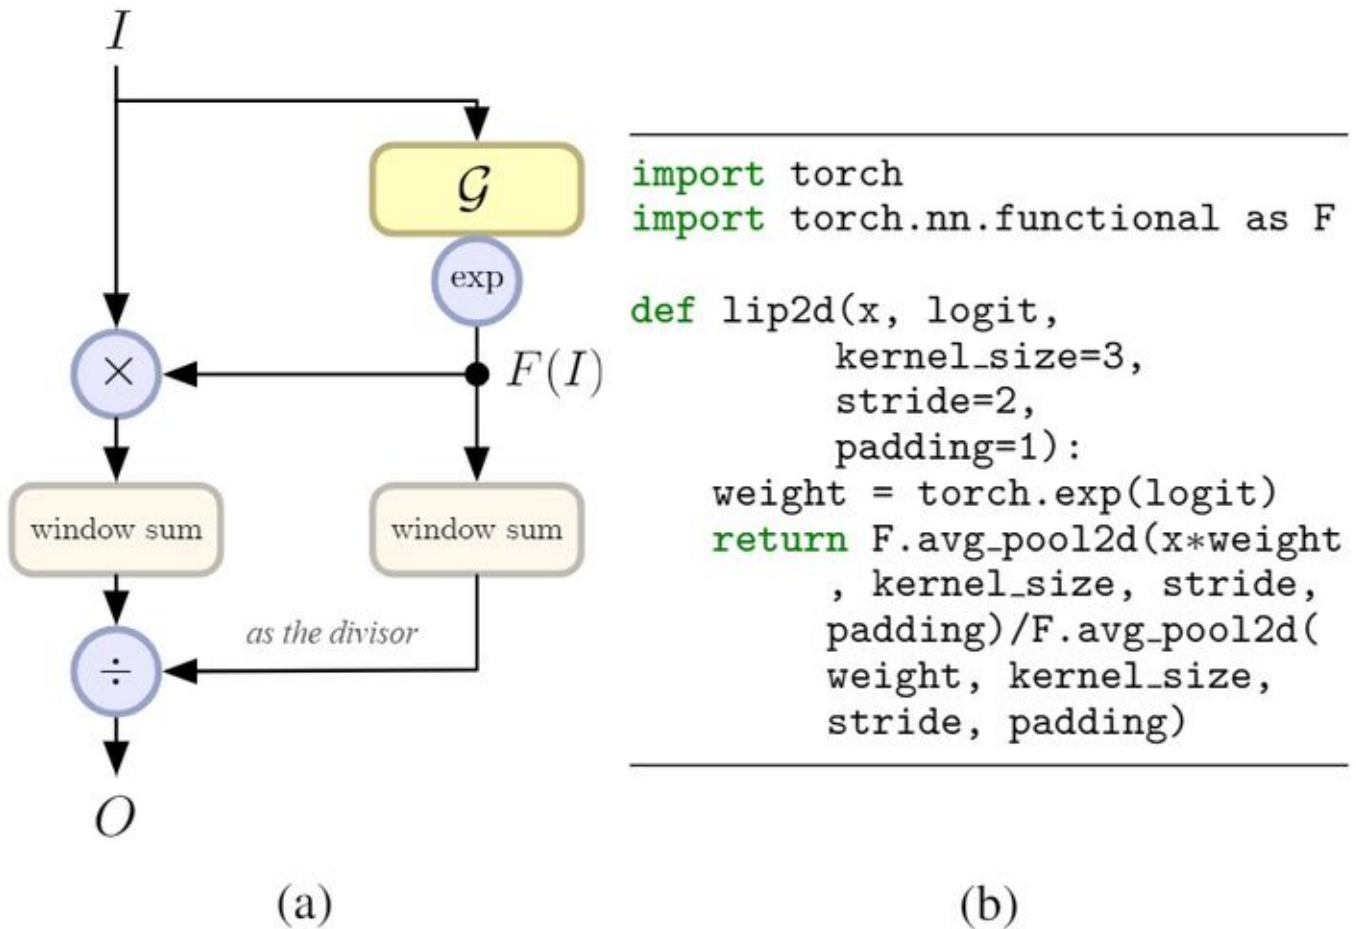 I
𝒢
exp
×
F(I)
window sum
window sum
as the divisor
÷
O
(a)
import torch
import torch.nn.functional as F
def lip2d(x, logit,
kernel_size=3,
stride=2,
padding=1):
weight = torch.exp(logit)
return F.avg_pool2d(x*weight
, kernel_size, stride,
padding)/F.avg_pool2d(
weight, kernel_size,
stride, padding)
(b)